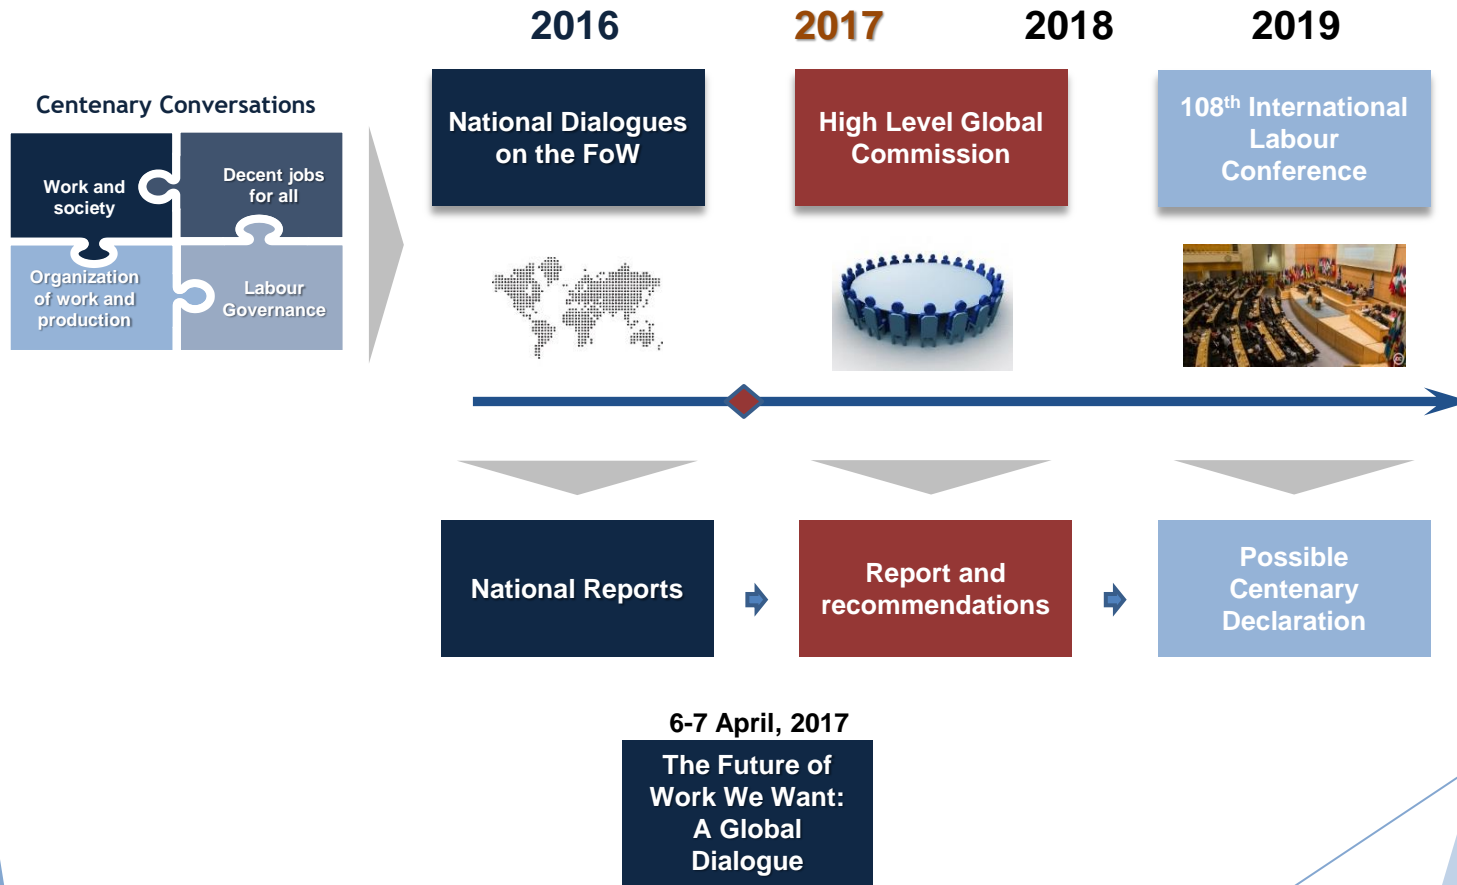 2016 2017 2018 2019
Centenary Conversations
Work and
society
Decent jobs
for all
Organization
of work and
production
Labour
Governance
National Dialogues
on the FoW
High Level Global
Commission
108th International
Labour
Conference
National Reports
Report and
recommendations
Possible
Centenary
Declaration
6-7 April, 2017
The Future of
Work We Want:
A Global
Dialogue